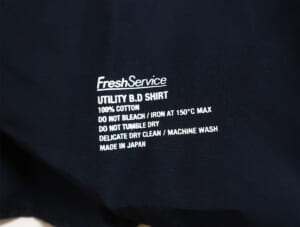 FreshService
UTILITY B.D SHIRT
100% COTTON
DO NOT BLEACH / IRON AT 150°C MAX
DO NOT TUMBLE DRY
DELICATE DRY CLEAN / MACHINE WASH
MADE IN JAPAN